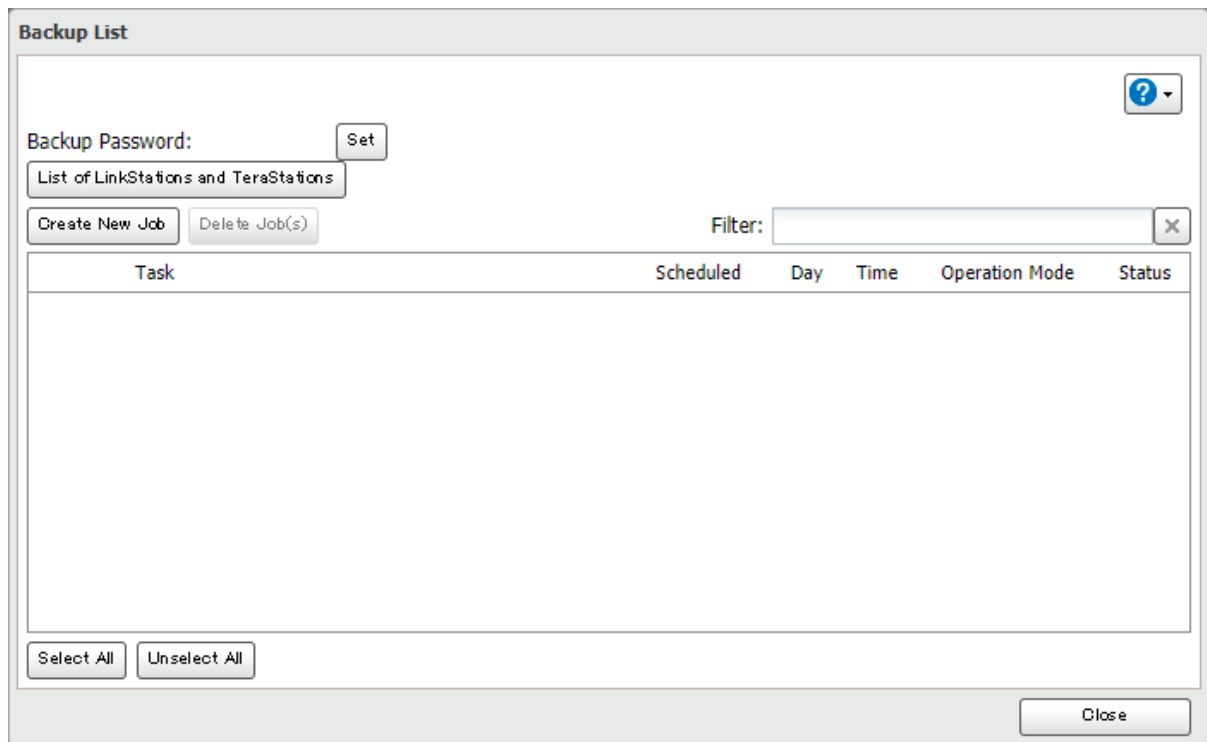 Backup List
?
Backup Password: Set
List of LinkStations and TeraStations
Create New Job Delete Job(s) Filter:
Task Scheduled Day Time Operation Mode Status
Select All Unselect All
Close